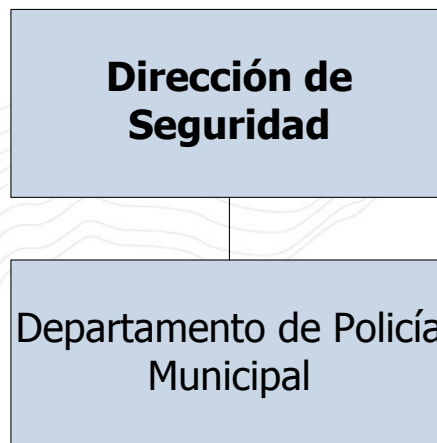 Dirección de
Seguridad
Departamento de Policía
Municipal